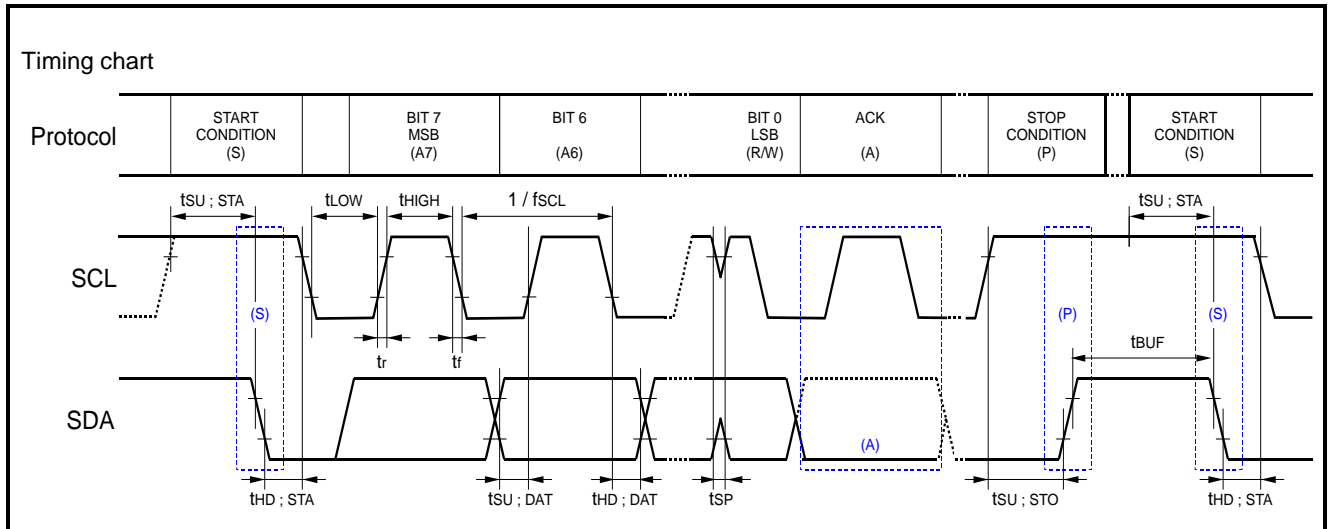 Timing chart
Protocol
START
CONDITION
(S)
BIT 7
MSB
(A7)
BIT 6
(A6)
BIT 0
LSB
(R/W)
ACK
(A)
STOP
CONDITION
(P)
START
CONDITION
(S)
tSU ; STA
tLOW
tHIGH
1 / fSCL
tSU ; STA
SCL
(S)
(P)
(S)
tr
tf
tBUF
SDA
(A)
tHD ; STA
tSU ; DAT
tHD ; DAT
tSP
tSU ; STO
tHD ; STA